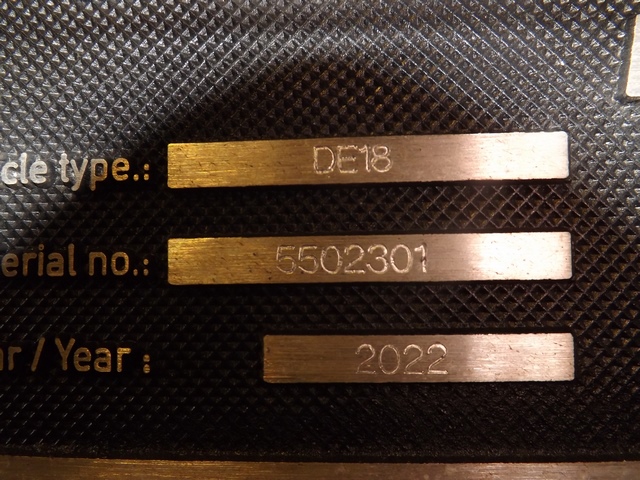 cle type.: DE18
erial no.: 5502301
ar / Year : 2022